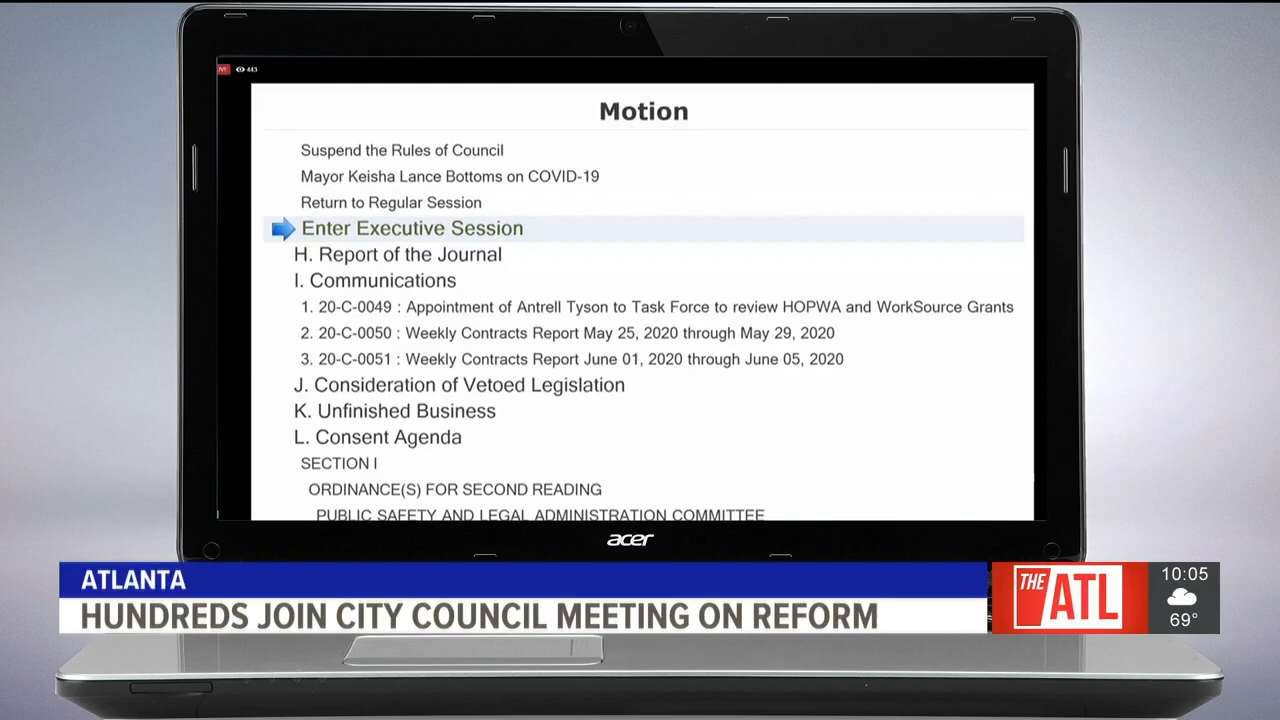 443
Motion
Suspend the Rules of Council
Mayor Keisha Lance Bottoms on COVID-19
Return to Regular Session
Enter Executive Session
H. Report of the Journal
I. Communications
1. 20-C-0049 : Appointment of Antrell Tyson to Task Force to review HOPWA and WorkSource Grants
2. 20-C-0050 : Weekly Contracts Report May 25, 2020 through May 29, 2020
3. 20-C-0051 : Weekly Contracts Report June 01, 2020 through June 05, 2020
J. Consideration of Vetoed Legislation
K. Unfinished Business
L. Consent Agenda
SECTION I
ORDINANCE(S) FOR SECOND READING
PUBLIC SAFETY AND LEGAL ADMINISTRATION COMMITTEE
acer
ATLANTA
HUNDREDS JOIN CITY COUNCIL MEETING ON REFORM
THE ATL
10:05
69°